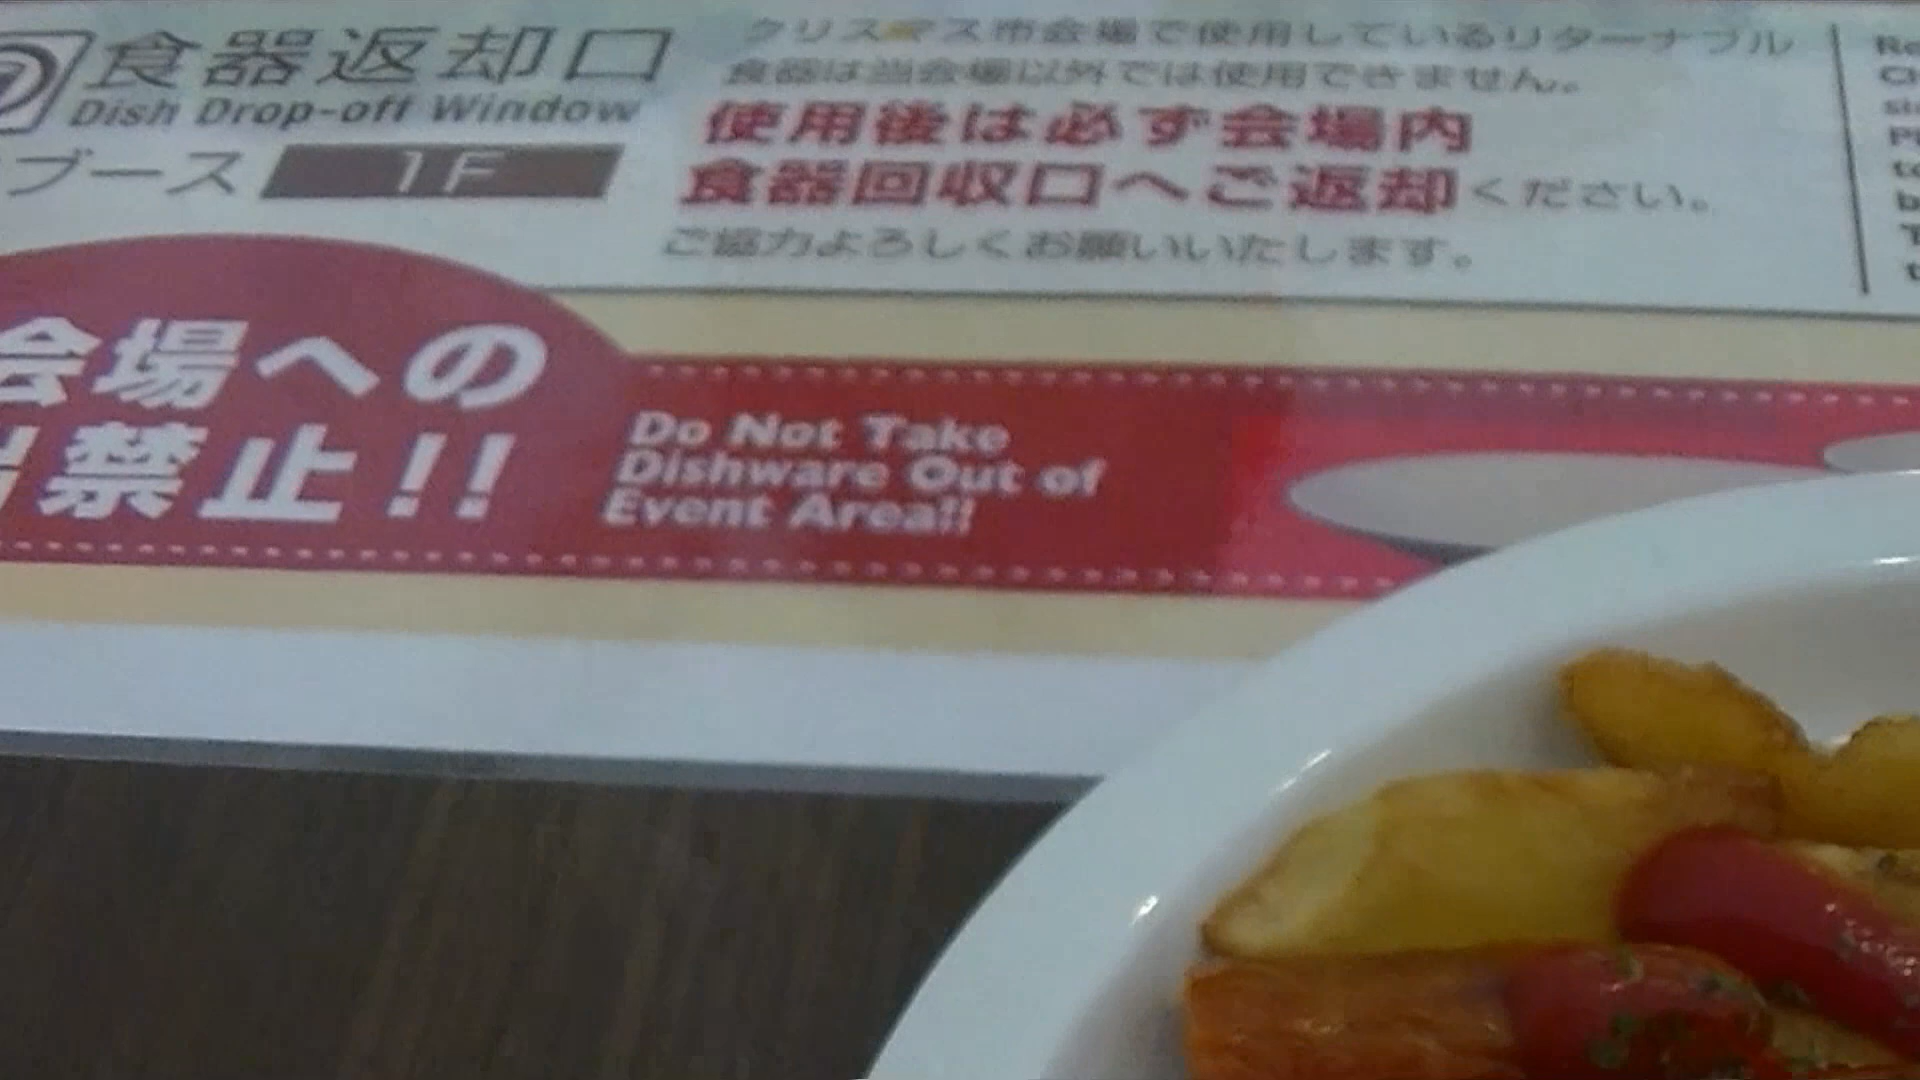 食器返却口
Dish Drop-off Window
ブース 1F
クリスマス市会場で使用しているリターナブル
食器は当会場以外では使用できません。
使用後は必ず会場内
食器回収口へご返却ください。
ご協力よろしくお願いいたします。
会場への
禁止!!
Do Not Take
Dishware Out of
Event Area!!